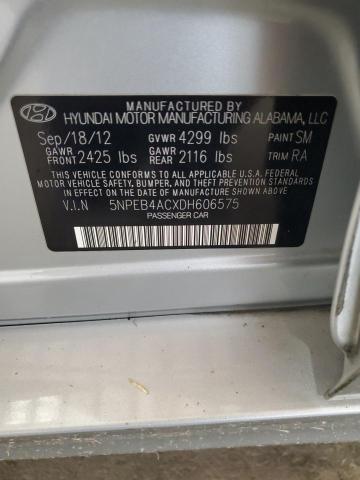 MANUFACTURED BY
HYUNDAI MOTOR MANUFACTURING ALABAMA, LLC
Sep/18/12 GVWR 4299 lbs PAINT SM
GAWR FRONT 2425 lbs GAWR REAR 2116 lbs TRIM RA
THIS VEHICLE CONFORMS TO ALL APPLICABLE U.S.A FEDERAL
MOTOR VEHICLE SAFETY, BUMPER, AND THEFT PREVENTION
STANDARDS IN EFFECT ON THE DATE OF MANUFACTURE SHOWN ABOVE.
V.I.N 5NPEB4ACXDH606575
PASSENGER CAR